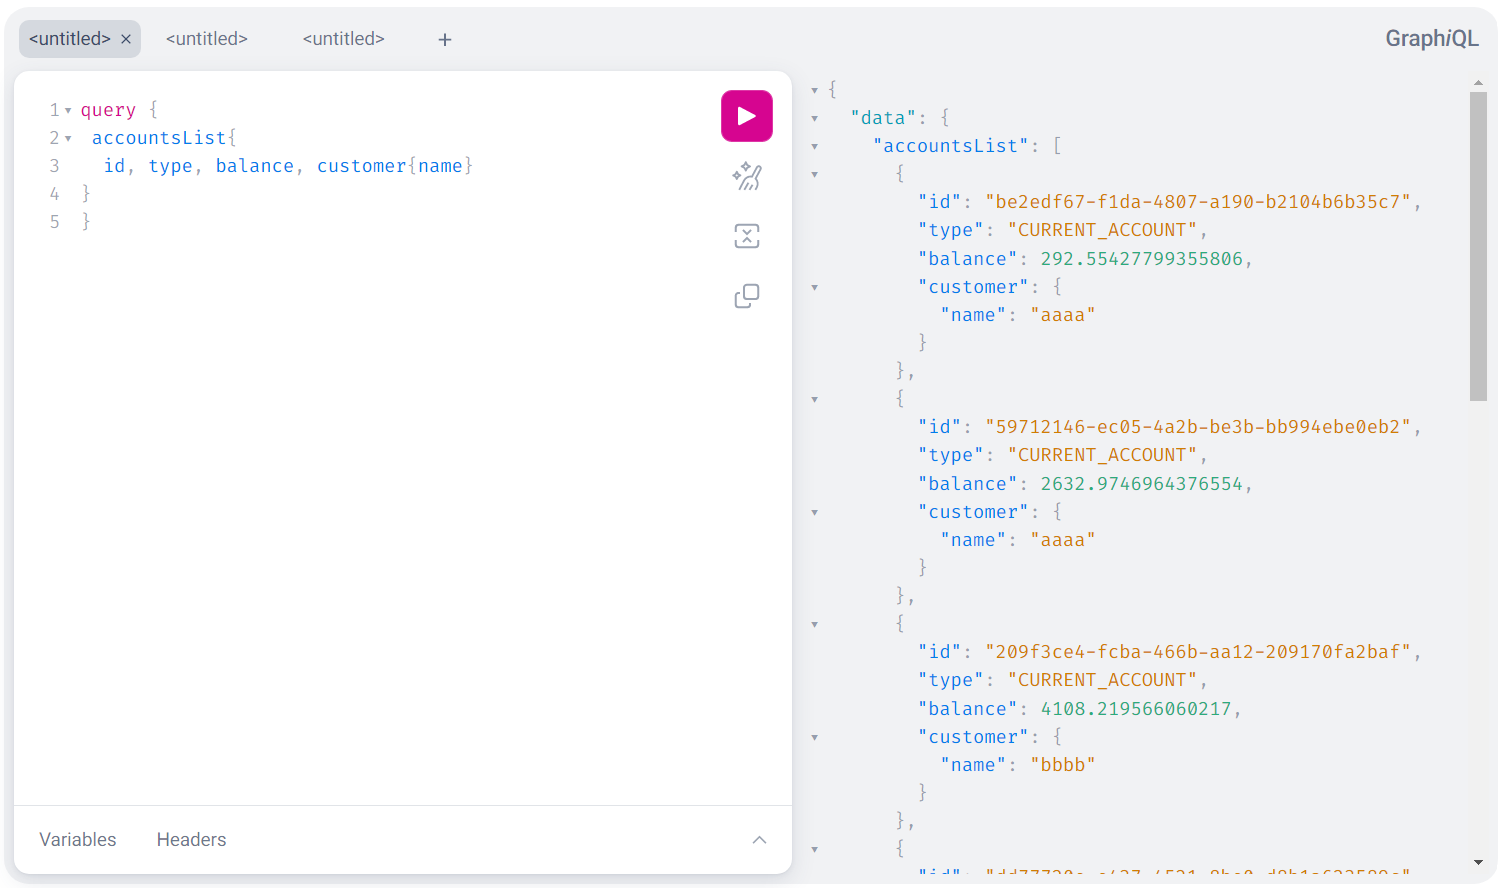 <untitled> × <untitled> <untitled> + GraphiQL
1 query {
2 accountsList{
3 id, type, balance, customer{name}
4 }
5 }
Variables Headers
{
"data": {
"accountsList": [
{
"id": "be2edf67-f1da-4807-a190-b2104b6b35c7",
"type": "CURRENT_ACCOUNT",
"balance": 292.55427799355806,
"customer": {
"name": "aaaa"
}
},
{
"id": "59712146-ec05-4a2b-be3b-bb994ebe0eb2",
"type": "CURRENT_ACCOUNT",
"balance": 2632.9746964376554,
"customer": {
"name": "aaaa"
}
},
{
"id": "209f3ce4-fcba-466b-aa12-209170fa2baf",
"type": "CURRENT_ACCOUNT",
"balance": 4108.219566060217,
"customer": {
"name": "bbbb"
}
},
{
"id":